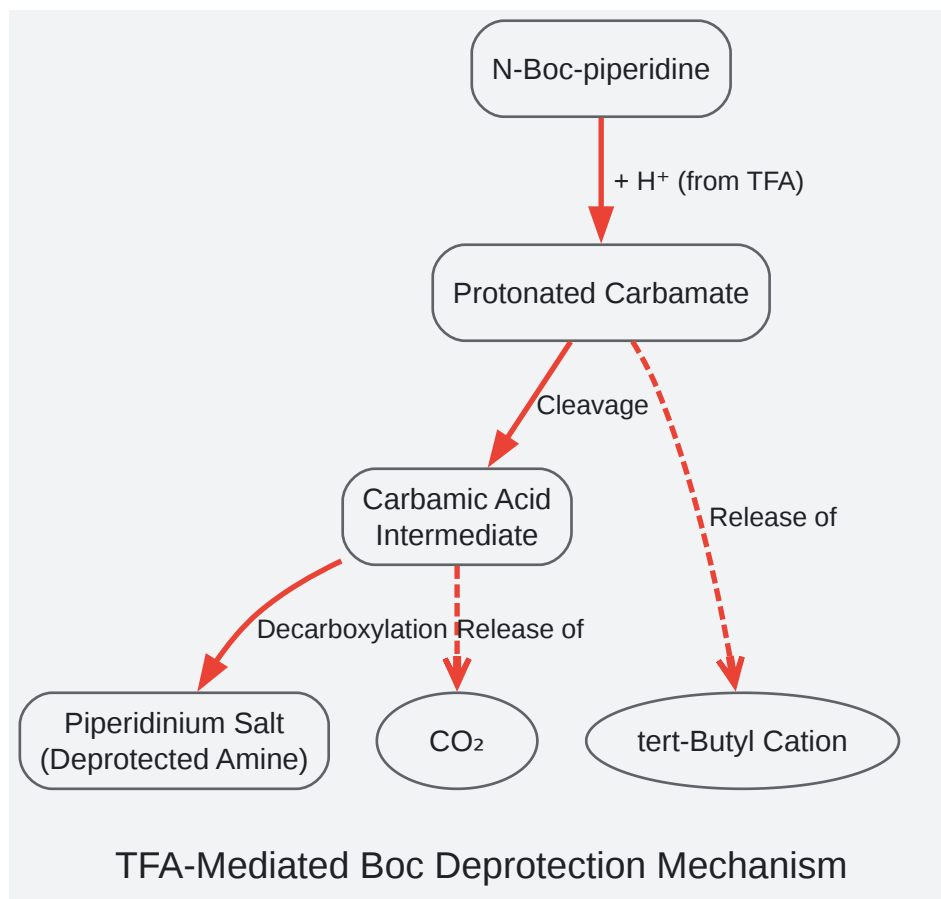 N-Boc-piperidine
+ H⁺ (from TFA)
Protonated Carbamate
Cleavage
Carbamic Acid
Intermediate
Release of
Decarboxylation
Release of
Piperidinium Salt
(Deprotected Amine)
CO₂
tert-Butyl Cation
TFA-Mediated Boc Deprotection Mechanism